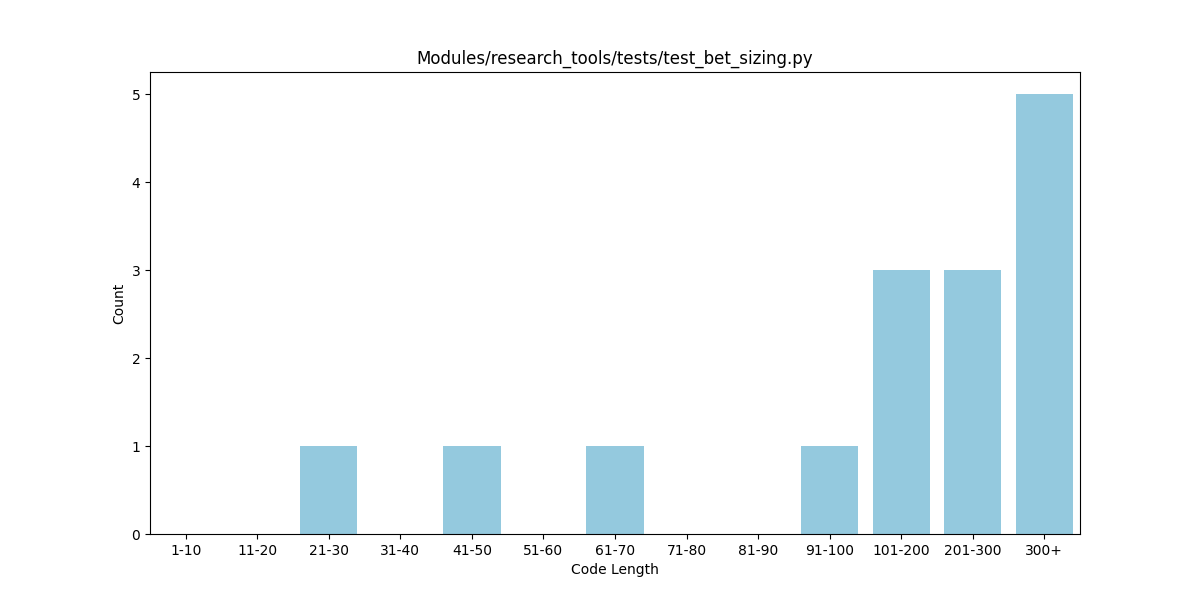 Modules/research_tools/tests/test_bet_sizing.py
Count
5
4
3
2
1
0
1-10 11-20 21-30 31-40 41-50 51-60 61-70 71-80 81-90 91-100 101-200 201-300 300+
Code Length